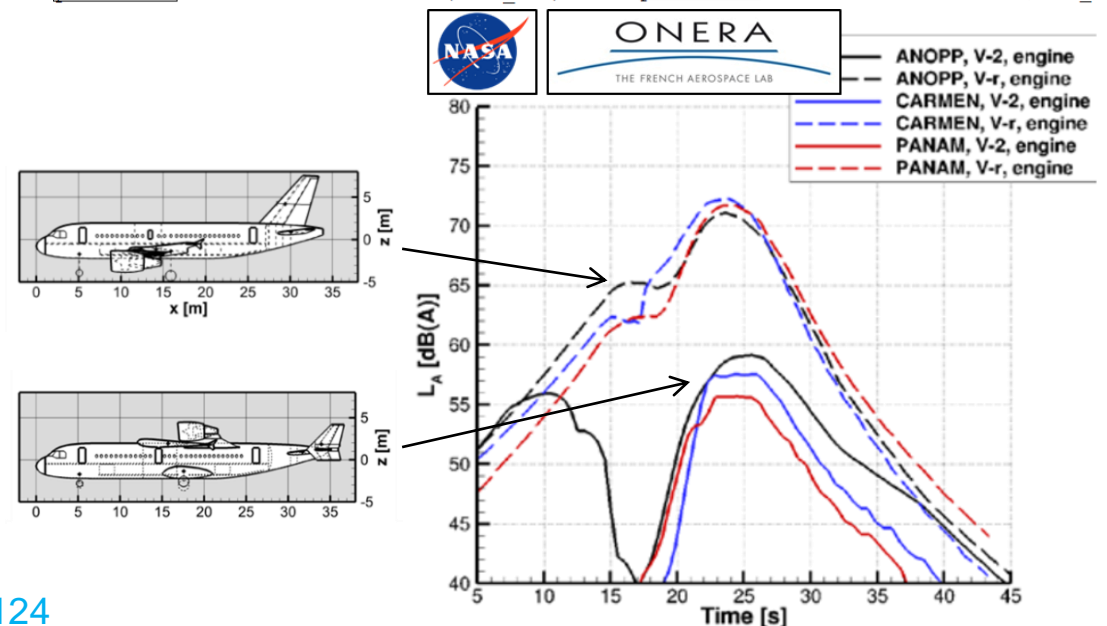 NASA
ONERA
THE FRENCH AEROSPACE LAB
ANOPP, V-2, engine
ANOPP, V-r, engine
CARMEN, V-2, engine
CARMEN, V-r, engine
PANAM, V-2, engine
PANAM, V-r, engine
80
75
70
65
60
55
50
45
40
L_A [dB(A)]
5 10 15 20 25 30 35 40 45
Time [s]
5
0
-5
z [m]
0 5 10 15 20 25 30 35
x [m]
5
0
-5
z [m]
0 5 10 15 20 25 30 35
124